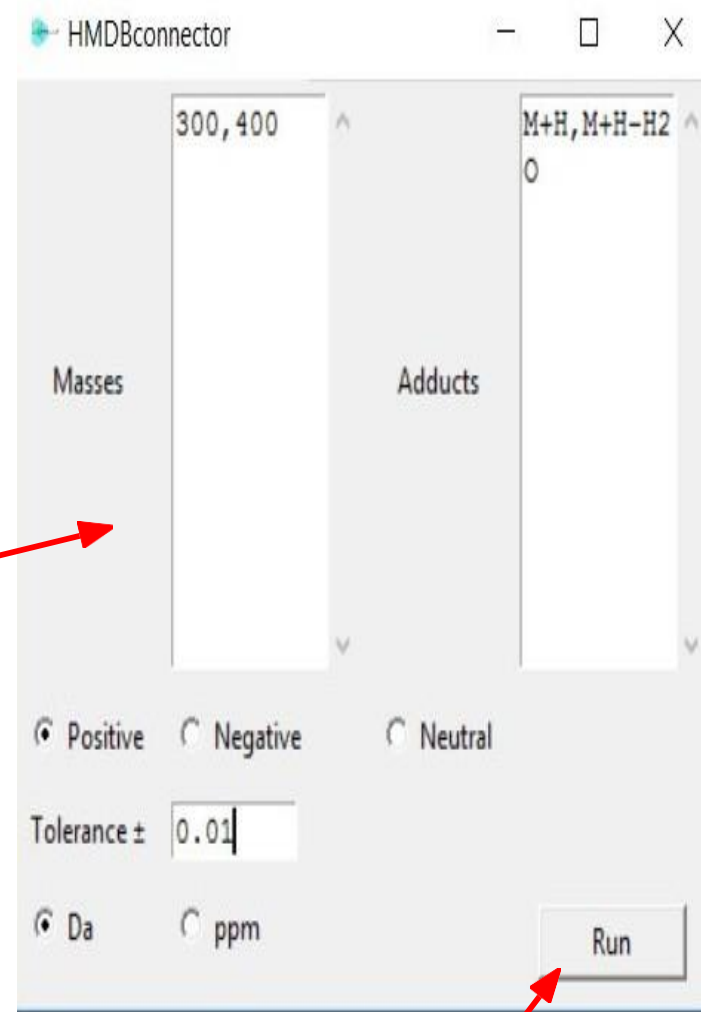 HMDBconnector
300,400
M+H,M+H-H2
O
Masses
Adducts
Positive Negative Neutral
Tolerance ± 0.01
Da ppm
Run